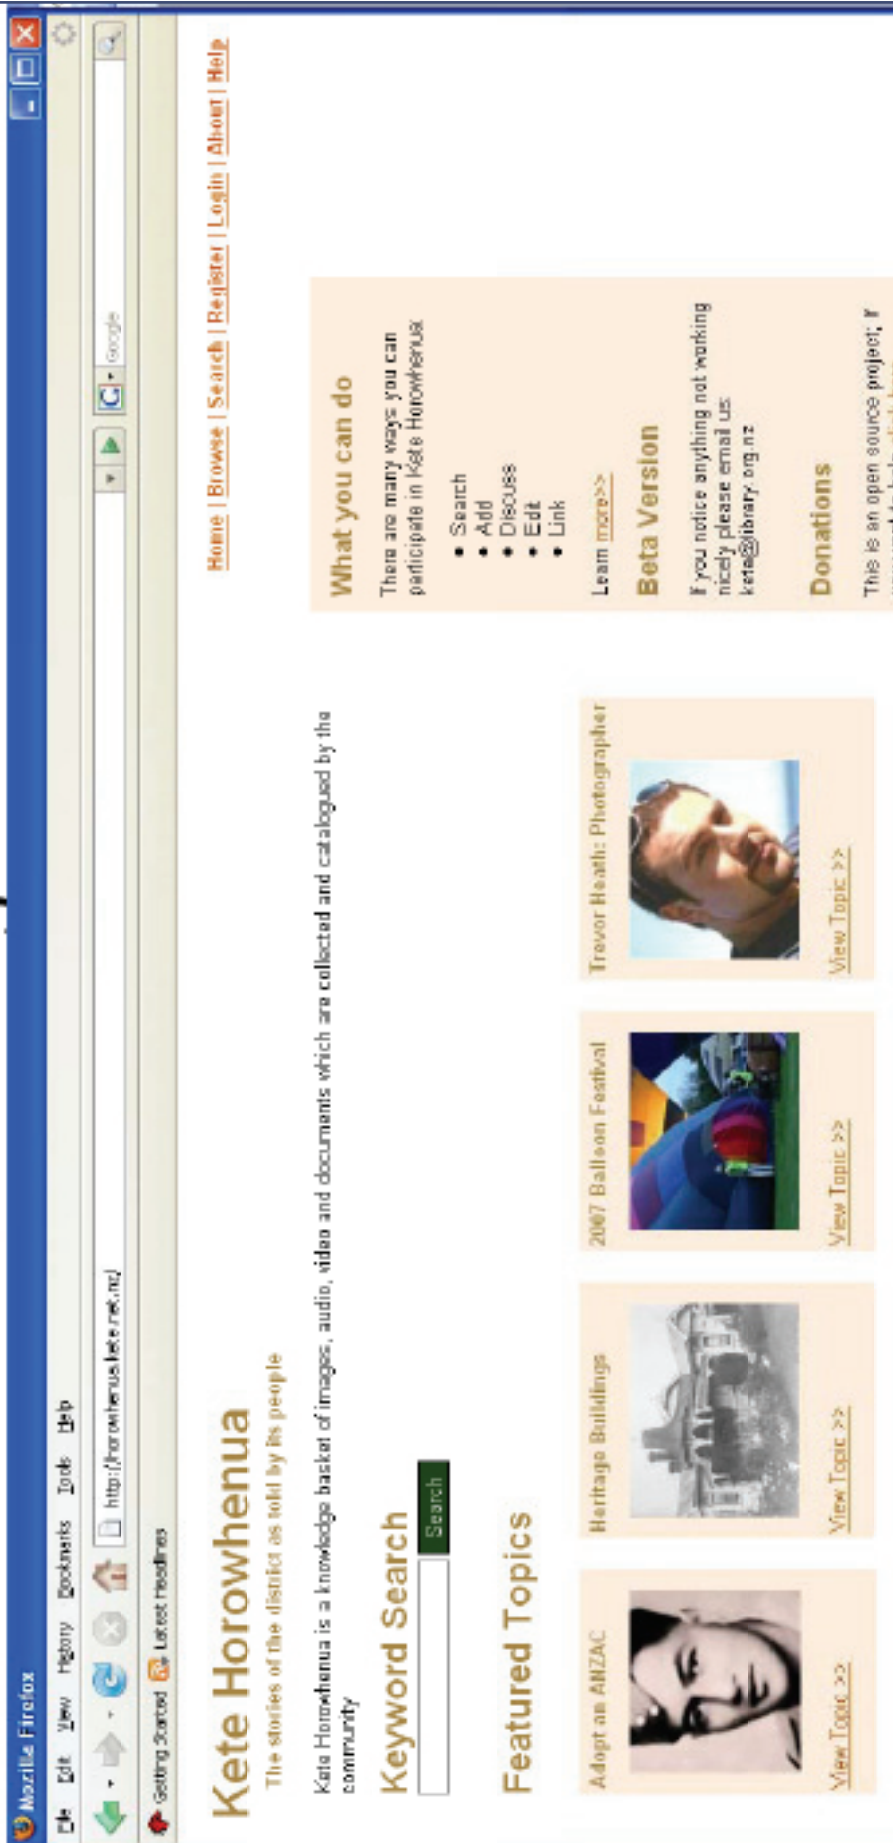 Mozilla Firefox
File Edit View History Bookmarks Tools Help
http://horowhenua.kete.net.nz/
Google
Getting Started Latest Headlines
Home | Browse | Search | Register | Login | About | Help
Kete Horowhenua
The stories of the district as told by its people
Kete Horowhenua is a knowledge basket of images, audio, video and documents which are collected and catalogued by the
community
Keyword Search
Search
Featured Topics
Adopt an ANZAC
View Topic >>
Heritage Buildings
View Topic >>
2007 Balloon Festival
View Topic >>
Trevor Heath: Photographer
View Topic >>
What you can do
There are many ways you can
participate in Kete Horowhenua:
• Search
• Add
• Discuss
• Edit
• Link
Learn more>>
Beta Version
If you notice anything not working
nicely please email us:
kete@library.org.nz
Donations
This is an open source project; if